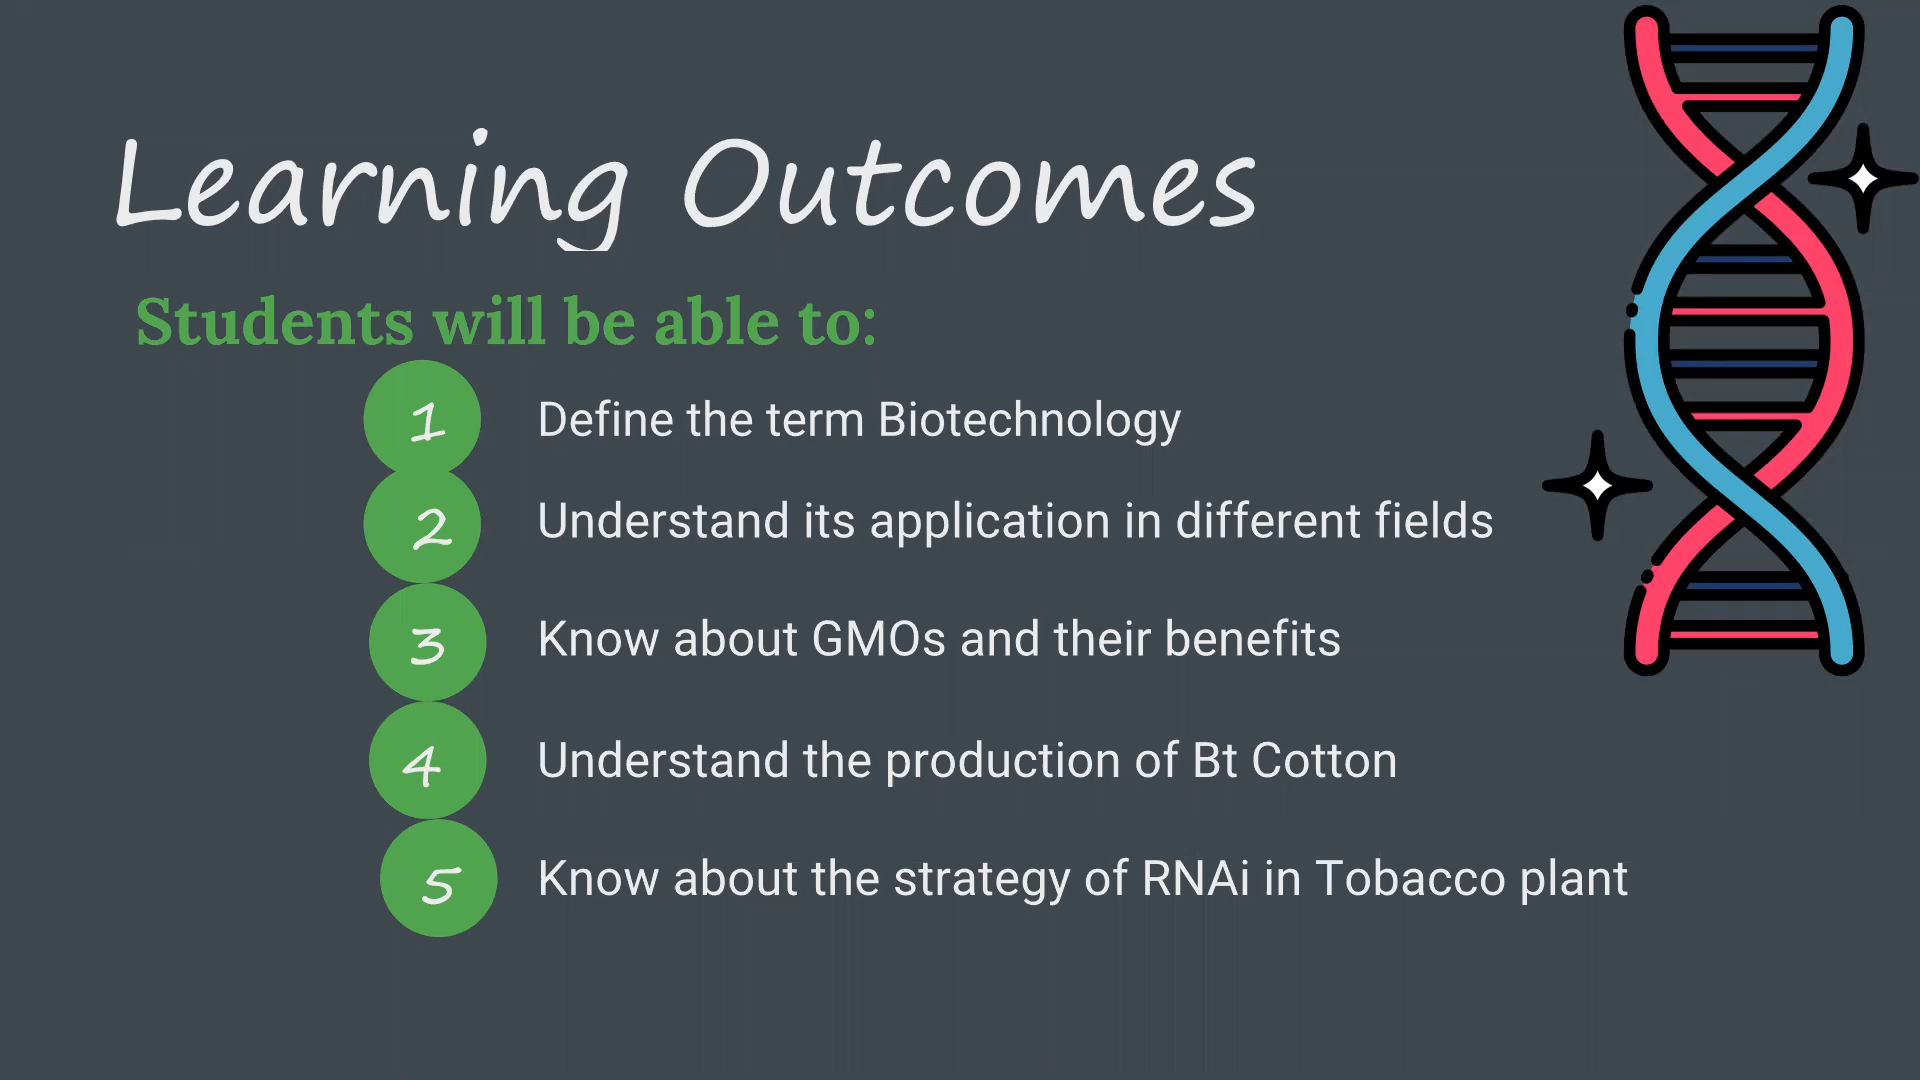 Learning Outcomes
Students will be able to:
1 Define the term Biotechnology
2 Understand its application in different fields
3 Know about GMOs and their benefits
4 Understand the production of Bt Cotton
5 Know about the strategy of RNAi in Tobacco plant